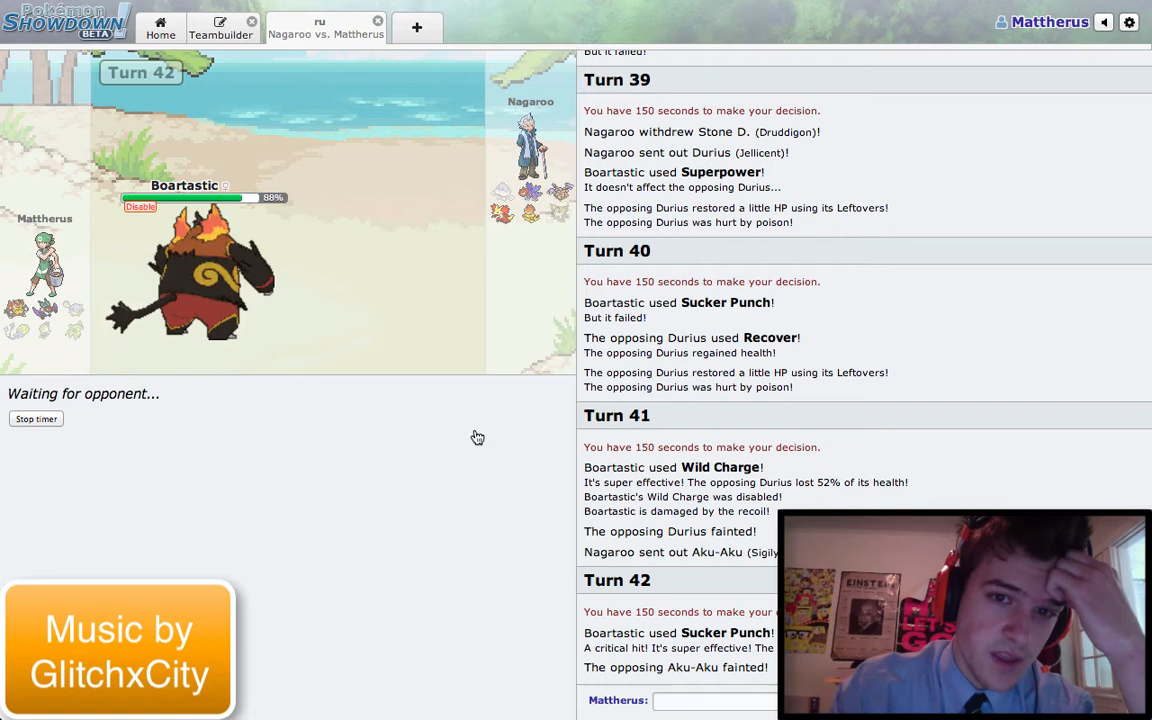 Pokémon
SHOWDOWN!
BETA
Home
Teambuilder
ru
Nagaroo vs. Mattherus
+
Mattherus
Turn 42
Nagaroo
Boartastic ♀
88%
Disable
Mattherus
Waiting for opponent...
Stop timer
But it failed!
Turn 39
You have 150 seconds to make your decision.
Nagaroo withdrew Stone D. (Druddigon)!
Nagaroo sent out Durius (Jellicent)!
Boartastic used Superpower!
It doesn't affect the opposing Durius...
The opposing Durius restored a little HP using its Leftovers!
The opposing Durius was hurt by poison!
Turn 40
You have 150 seconds to make your decision.
Boartastic used Sucker Punch!
But it failed!
The opposing Durius used Recover!
The opposing Durius regained health!
The opposing Durius restored a little HP using its Leftovers!
The opposing Durius was hurt by poison!
Turn 41
You have 150 seconds to make your decision.
Boartastic used Wild Charge!
It's super effective! The opposing Durius lost 52% of its health!
Boartastic's Wild Charge was disabled!
Boartastic is damaged by the recoil!
The opposing Durius fainted!
Nagaroo sent out Aku-Aku (Sigily
Turn 42
You have 150 seconds to make your
Boartastic used Sucker Punch!
A critical hit! It's super effective! The
The opposing Aku-Aku fainted!
Mattherus:
EINSTEIN
LET'S
GO
Music by
GlitchxCity